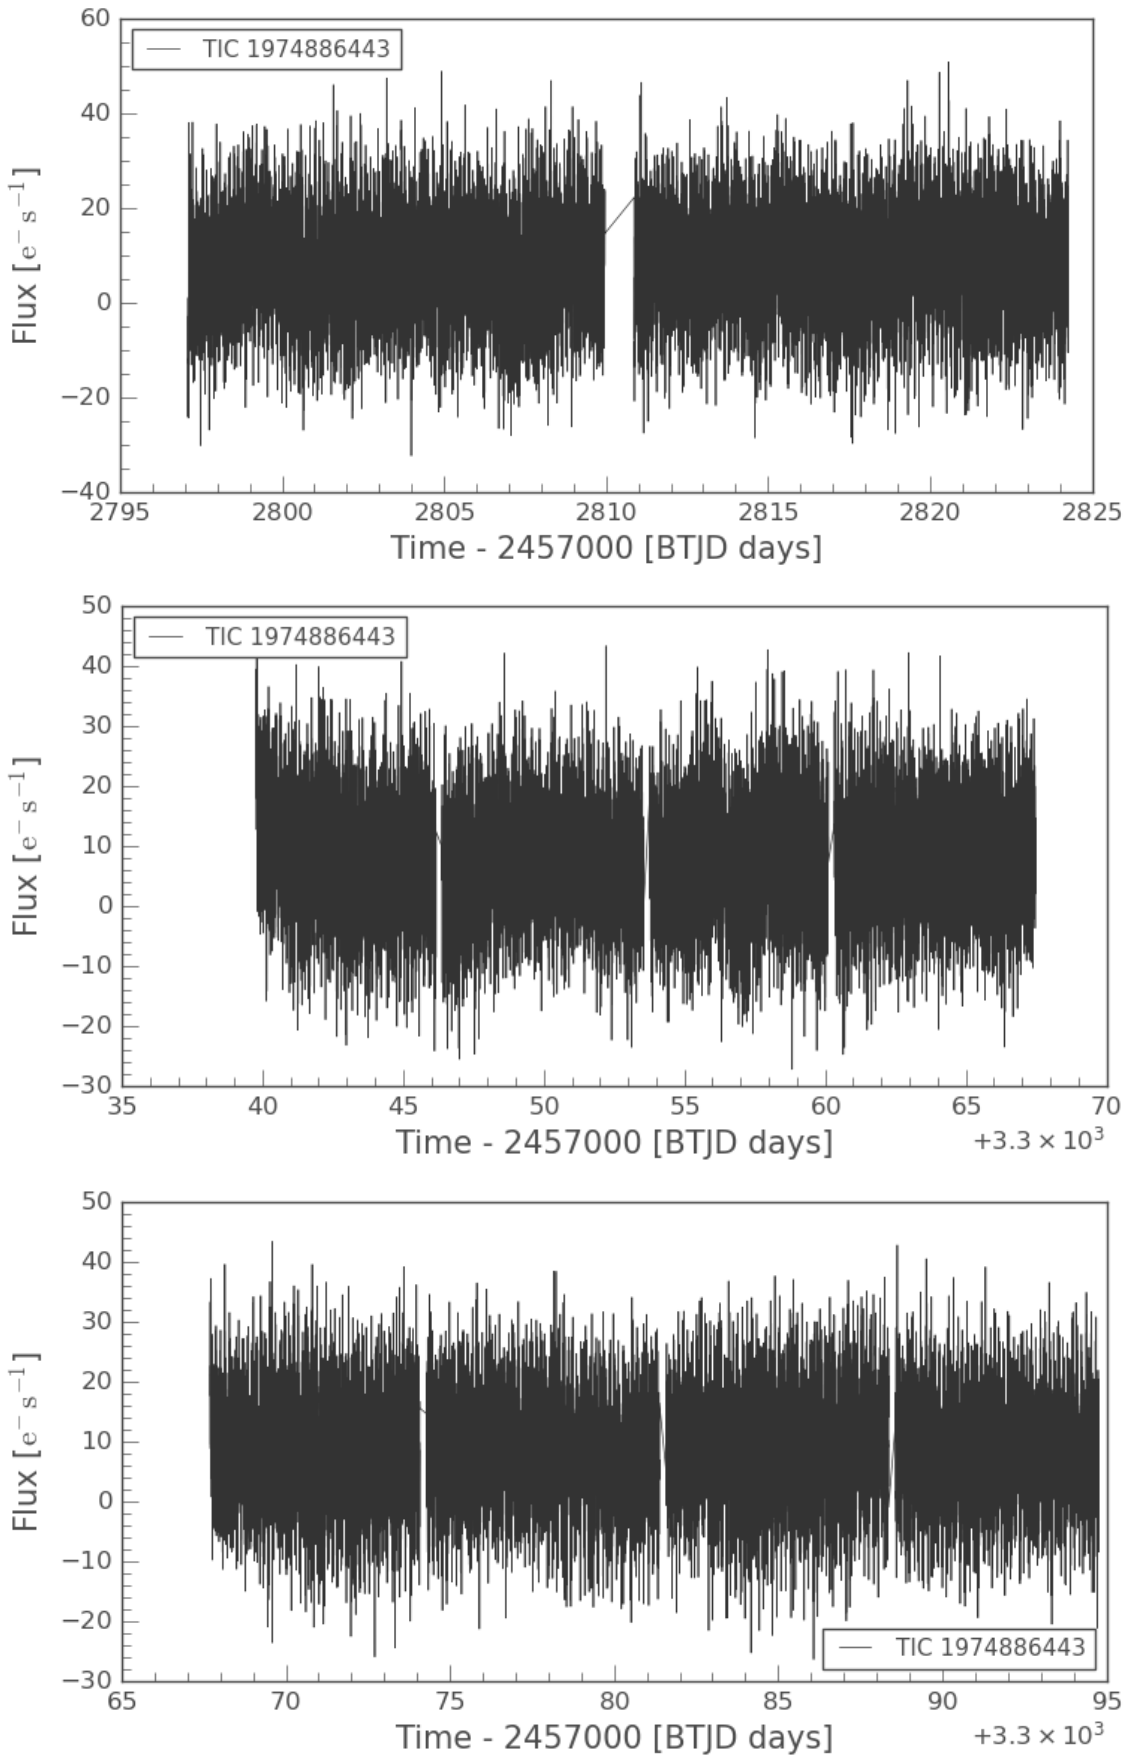 60
TIC 1974886443
40
20
0
−20
−40
Flux [e⁻ s⁻¹]
2795 2800 2805 2810 2815 2820 2825
Time - 2457000 [BTJD days]
50
TIC 1974886443
40
30
20
10
0
−10
−20
−30
Flux [e⁻ s⁻¹]
35 40 45 50 55 60 65 70
Time - 2457000 [BTJD days]
+3.3 × 10³
50
40
30
20
10
0
−10
−20
−30
Flux [e⁻ s⁻¹]
TIC 1974886443
65 70 75 80 85 90 95
Time - 2457000 [BTJD days]
+3.3 × 10³